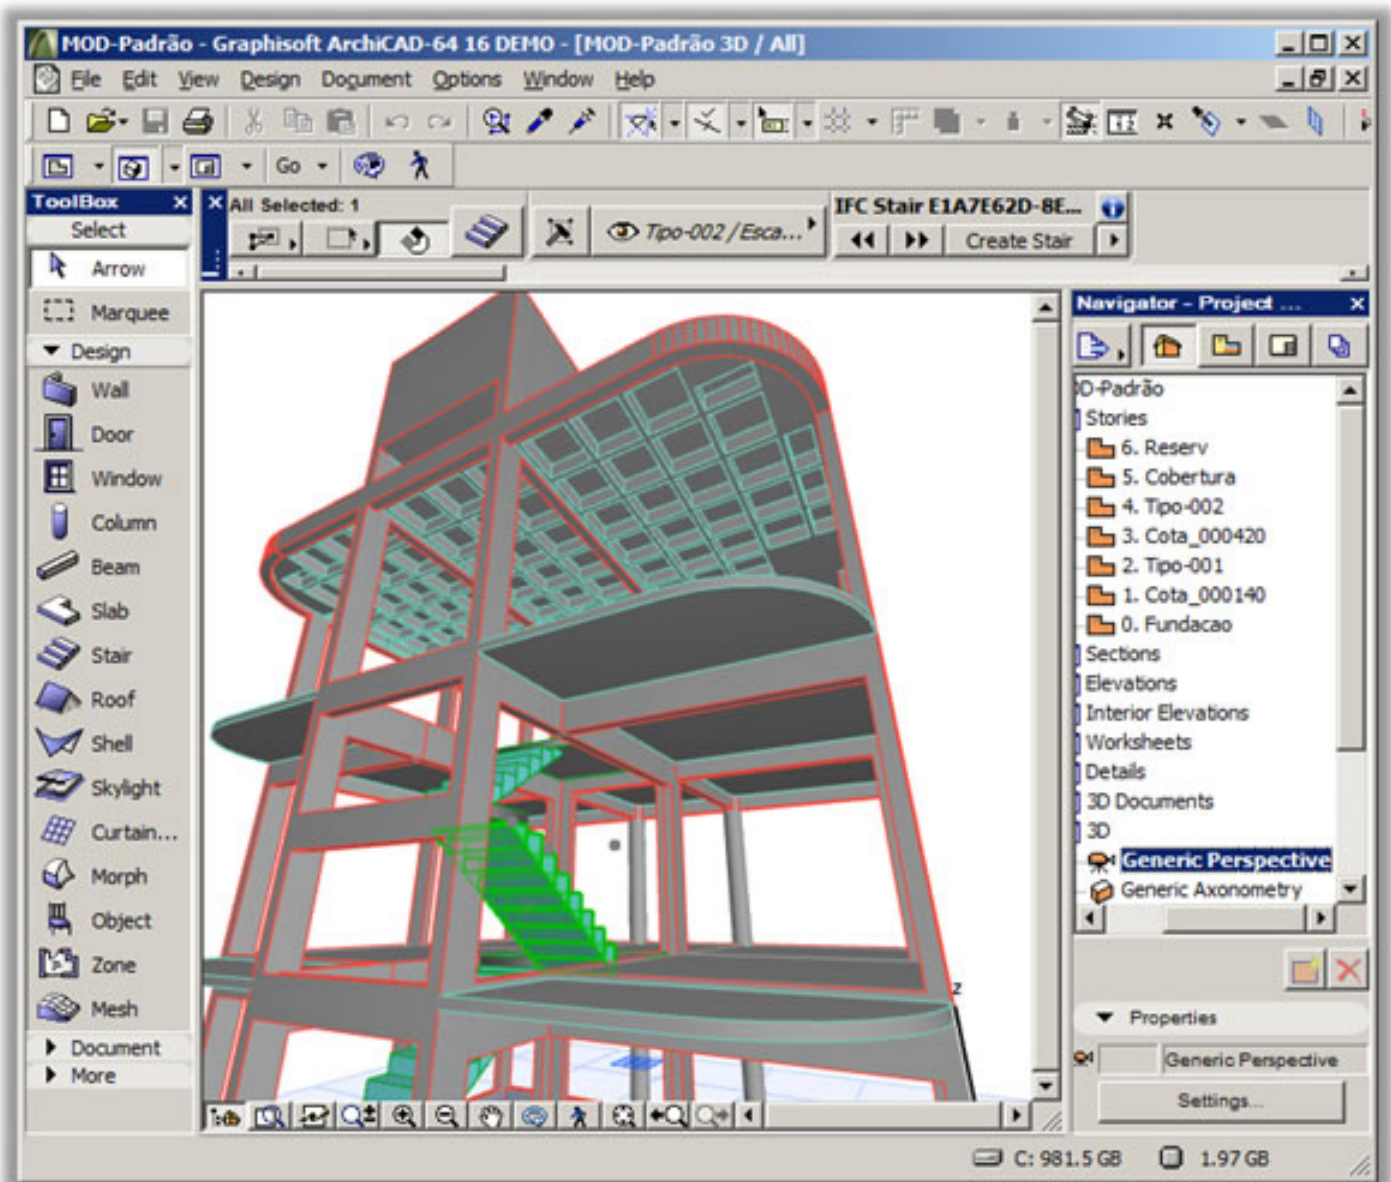 MOD-Padrão - Graphisoft ArchiCAD-64 16 DEMO - [MOD-Padrão 3D / All]
File Edit View Design Document Options Window Help
Go
ToolBox
Select
Arrow
Marquee
Design
Wall
Door
Window
Column
Beam
Slab
Stair
Roof
Shell
Skylight
Curtain...
Morph
Object
Zone
Mesh
Document
More
All Selected: 1
Tipo-002 / Esca...
IFC Stair E1A7E62D-8E...
Create Stair
Navigator - Project ...
D-Padrão
Stories
6. Reserv
5. Cobertura
4. Tipo-002
3. Cota_000420
2. Tipo-001
1. Cota_000140
0. Fundacao
Sections
Elevations
Interior Elevations
Worksheets
Details
3D Documents
3D
Generic Perspective
Generic Axonometry
z
Properties
Generic Perspective
Settings...
C: 981.5 GB 1.97 GB